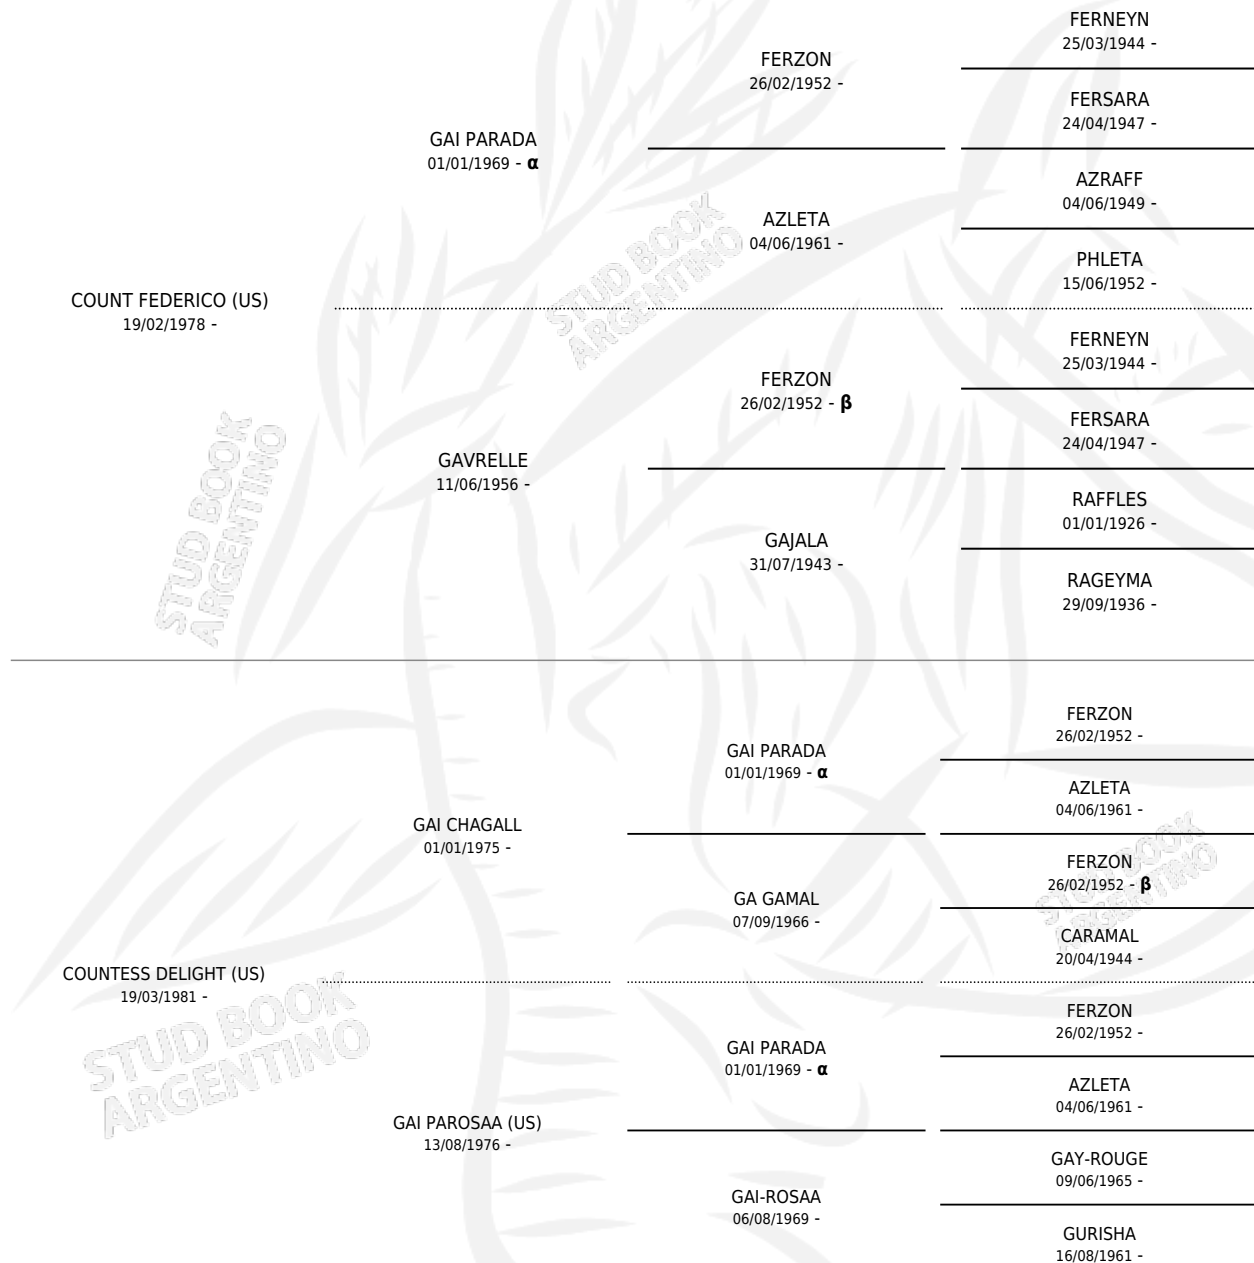 FERNEYN
25/03/1944 -
FERZON
26/02/1952 -
FERSARA
24/04/1947 -
GAI PARADA
01/01/1969 - α
AZRAFF
04/06/1949 -
AZLETA
04/06/1961 -
PHLETA
15/06/1952 -
COUNT FEDERICO (US)
19/02/1978 -
FERNEYN
25/03/1944 -
FERZON
26/02/1952 - β
FERSARA
24/04/1947 -
GAVRELLE
11/06/1956 -
RAFFLES
01/01/1926 -
GAJALA
31/07/1943 -
RAGEYMA
29/09/1936 -
FERZON
26/02/1952 -
GAI PARADA
01/01/1969 - α
AZLETA
04/06/1961 -
GAI CHAGALL
01/01/1975 -
FERZON
26/02/1952 - β
GA GAMAL
07/09/1966 -
CARAMAL
20/04/1944 -
COUNTESS DELIGHT (US)
19/03/1981 -
FERZON
26/02/1952 -
GAI PARADA
01/01/1969 - α
AZLETA
04/06/1961 -
GAI PAROSAA (US)
13/08/1976 -
GAY-ROUGE
09/06/1965 -
GAI-ROSAA
06/08/1969 -
GURISHA
16/08/1961 -
STUD BOOK
ARGENTINO
STUD BOOK
ARGENTINO
STUD BOOK
ARGENTINO
STUD BOOK
ARGENTINO